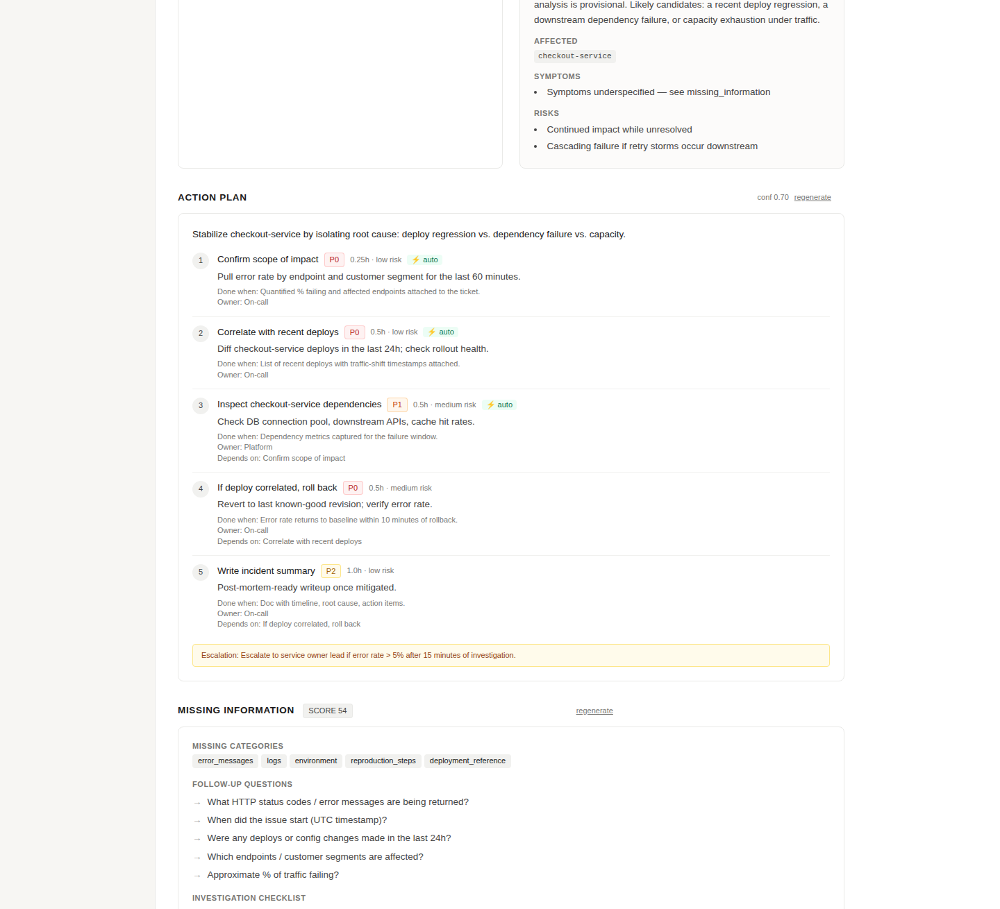 analysis is provisional. Likely candidates: a recent deploy regression, a
downstream dependency failure, or capacity exhaustion under traffic.
AFFECTED
checkout-service
SYMPTOMS
• Symptoms underspecified — see missing_information
RISKS
• Continued impact while unresolved
• Cascading failure if retry storms occur downstream
ACTION PLAN
conf 0.70 regenerate
Stabilize checkout-service by isolating root cause: deploy regression vs. dependency failure vs. capacity.
1 Confirm scope of impact P0 0.25h · low risk ⚡ auto
Pull error rate by endpoint and customer segment for the last 60 minutes.
Done when: Quantified % failing and affected endpoints attached to the ticket.
Owner: On-call
2 Correlate with recent deploys P0 0.5h · low risk ⚡ auto
Diff checkout-service deploys in the last 24h; check rollout health.
Done when: List of recent deploys with traffic-shift timestamps attached.
Owner: On-call
3 Inspect checkout-service dependencies P1 0.5h · medium risk ⚡ auto
Check DB connection pool, downstream APIs, cache hit rates.
Done when: Dependency metrics captured for the failure window.
Owner: Platform
Depends on: Confirm scope of impact
4 If deploy correlated, roll back P0 0.5h · medium risk
Revert to last known-good revision; verify error rate.
Done when: Error rate returns to baseline within 10 minutes of rollback.
Owner: On-call
Depends on: Correlate with recent deploys
5 Write incident summary P2 1.0h · low risk
Post-mortem-ready writeup once mitigated.
Done when: Doc with timeline, root cause, action items.
Owner: On-call
Depends on: If deploy correlated, roll back
Escalation: Escalate to service owner lead if error rate > 5% after 15 minutes of investigation.
MISSING INFORMATION SCORE 54 regenerate
MISSING CATEGORIES
error_messages logs environment reproduction_steps deployment_reference
FOLLOW-UP QUESTIONS
→ What HTTP status codes / error messages are being returned?
→ When did the issue start (UTC timestamp)?
→ Were any deploys or config changes made in the last 24h?
→ Which endpoints / customer segments are affected?
→ Approximate % of traffic failing?
INVESTIGATION CHECKLIST